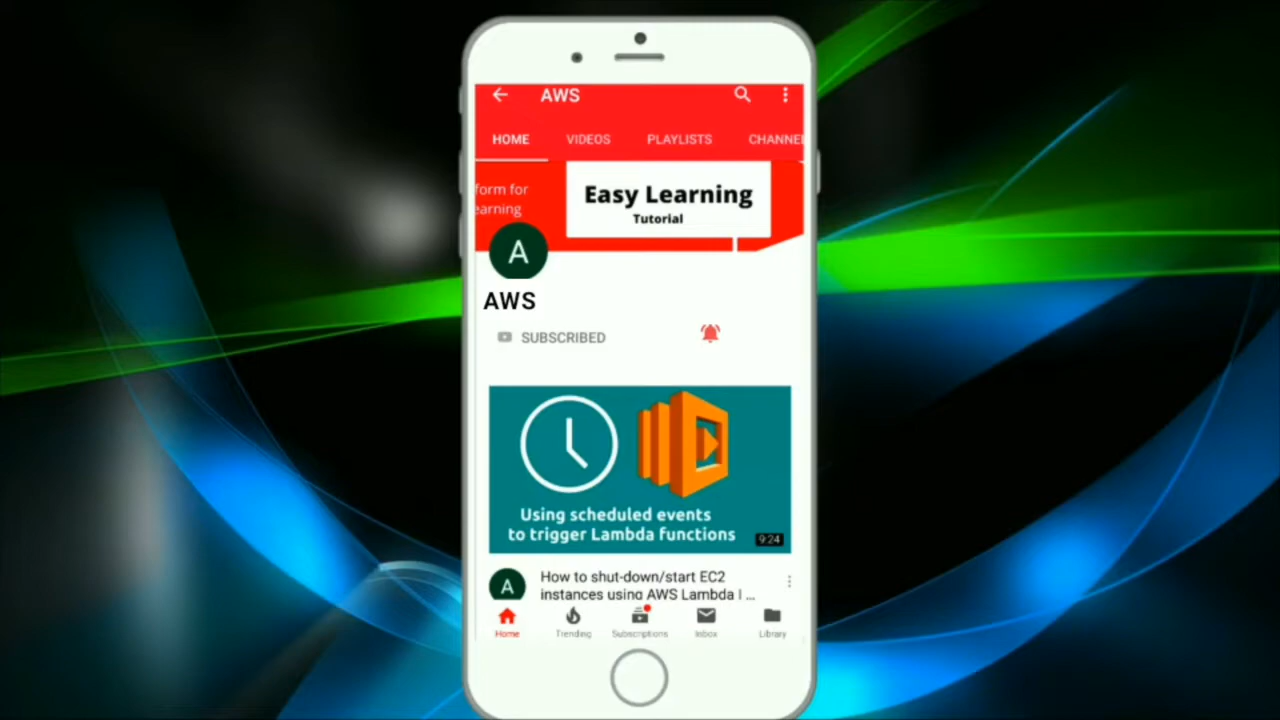 AWS
HOME VIDEOS PLAYLISTS CHANNE
form for
earning
Easy Learning
Tutorial
A
AWS
SUBSCRIBED
Using scheduled events
to trigger Lambda functions
9:24
A
How to shut-down/start EC2
instances using AWS Lambda | ...
Home Trending Subscriptions Inbox Library